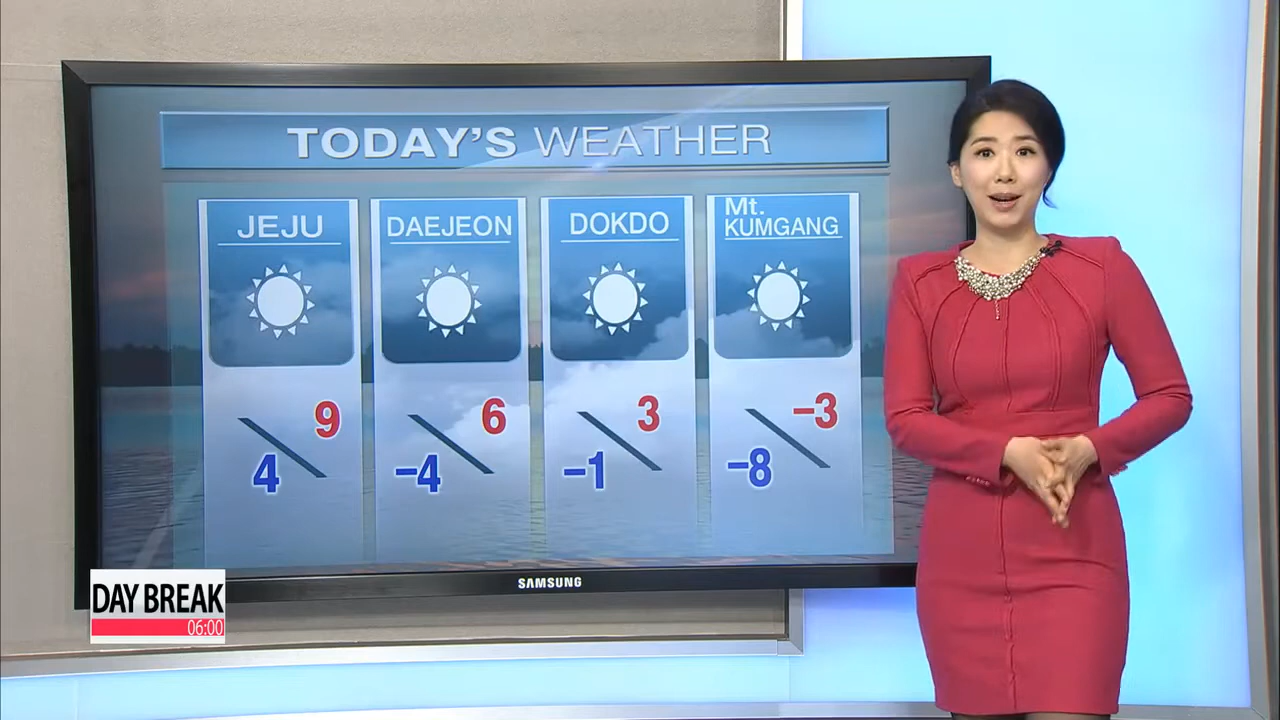 TODAY'S WEATHER
JEJU
DAEJEON
DOKDO
Mt.
KUMGANG
9
4
6
-4
3
-1
-3
-8
SAMSUNG
DAY BREAK
06:00